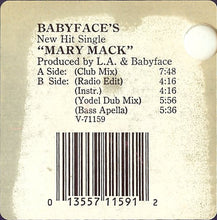 BABYFACE'S
New Hit Single
"MARY MACK"
Produced by L.A. & Babyface
A Side: (Club Mix) 7:48
B Side: (Radio Edit) 4:16
(Instr.) 4:16
(Yodel Dub Mix) 5:56
(Bass Apella) 5:36
V-71159
0 13557 11591 2